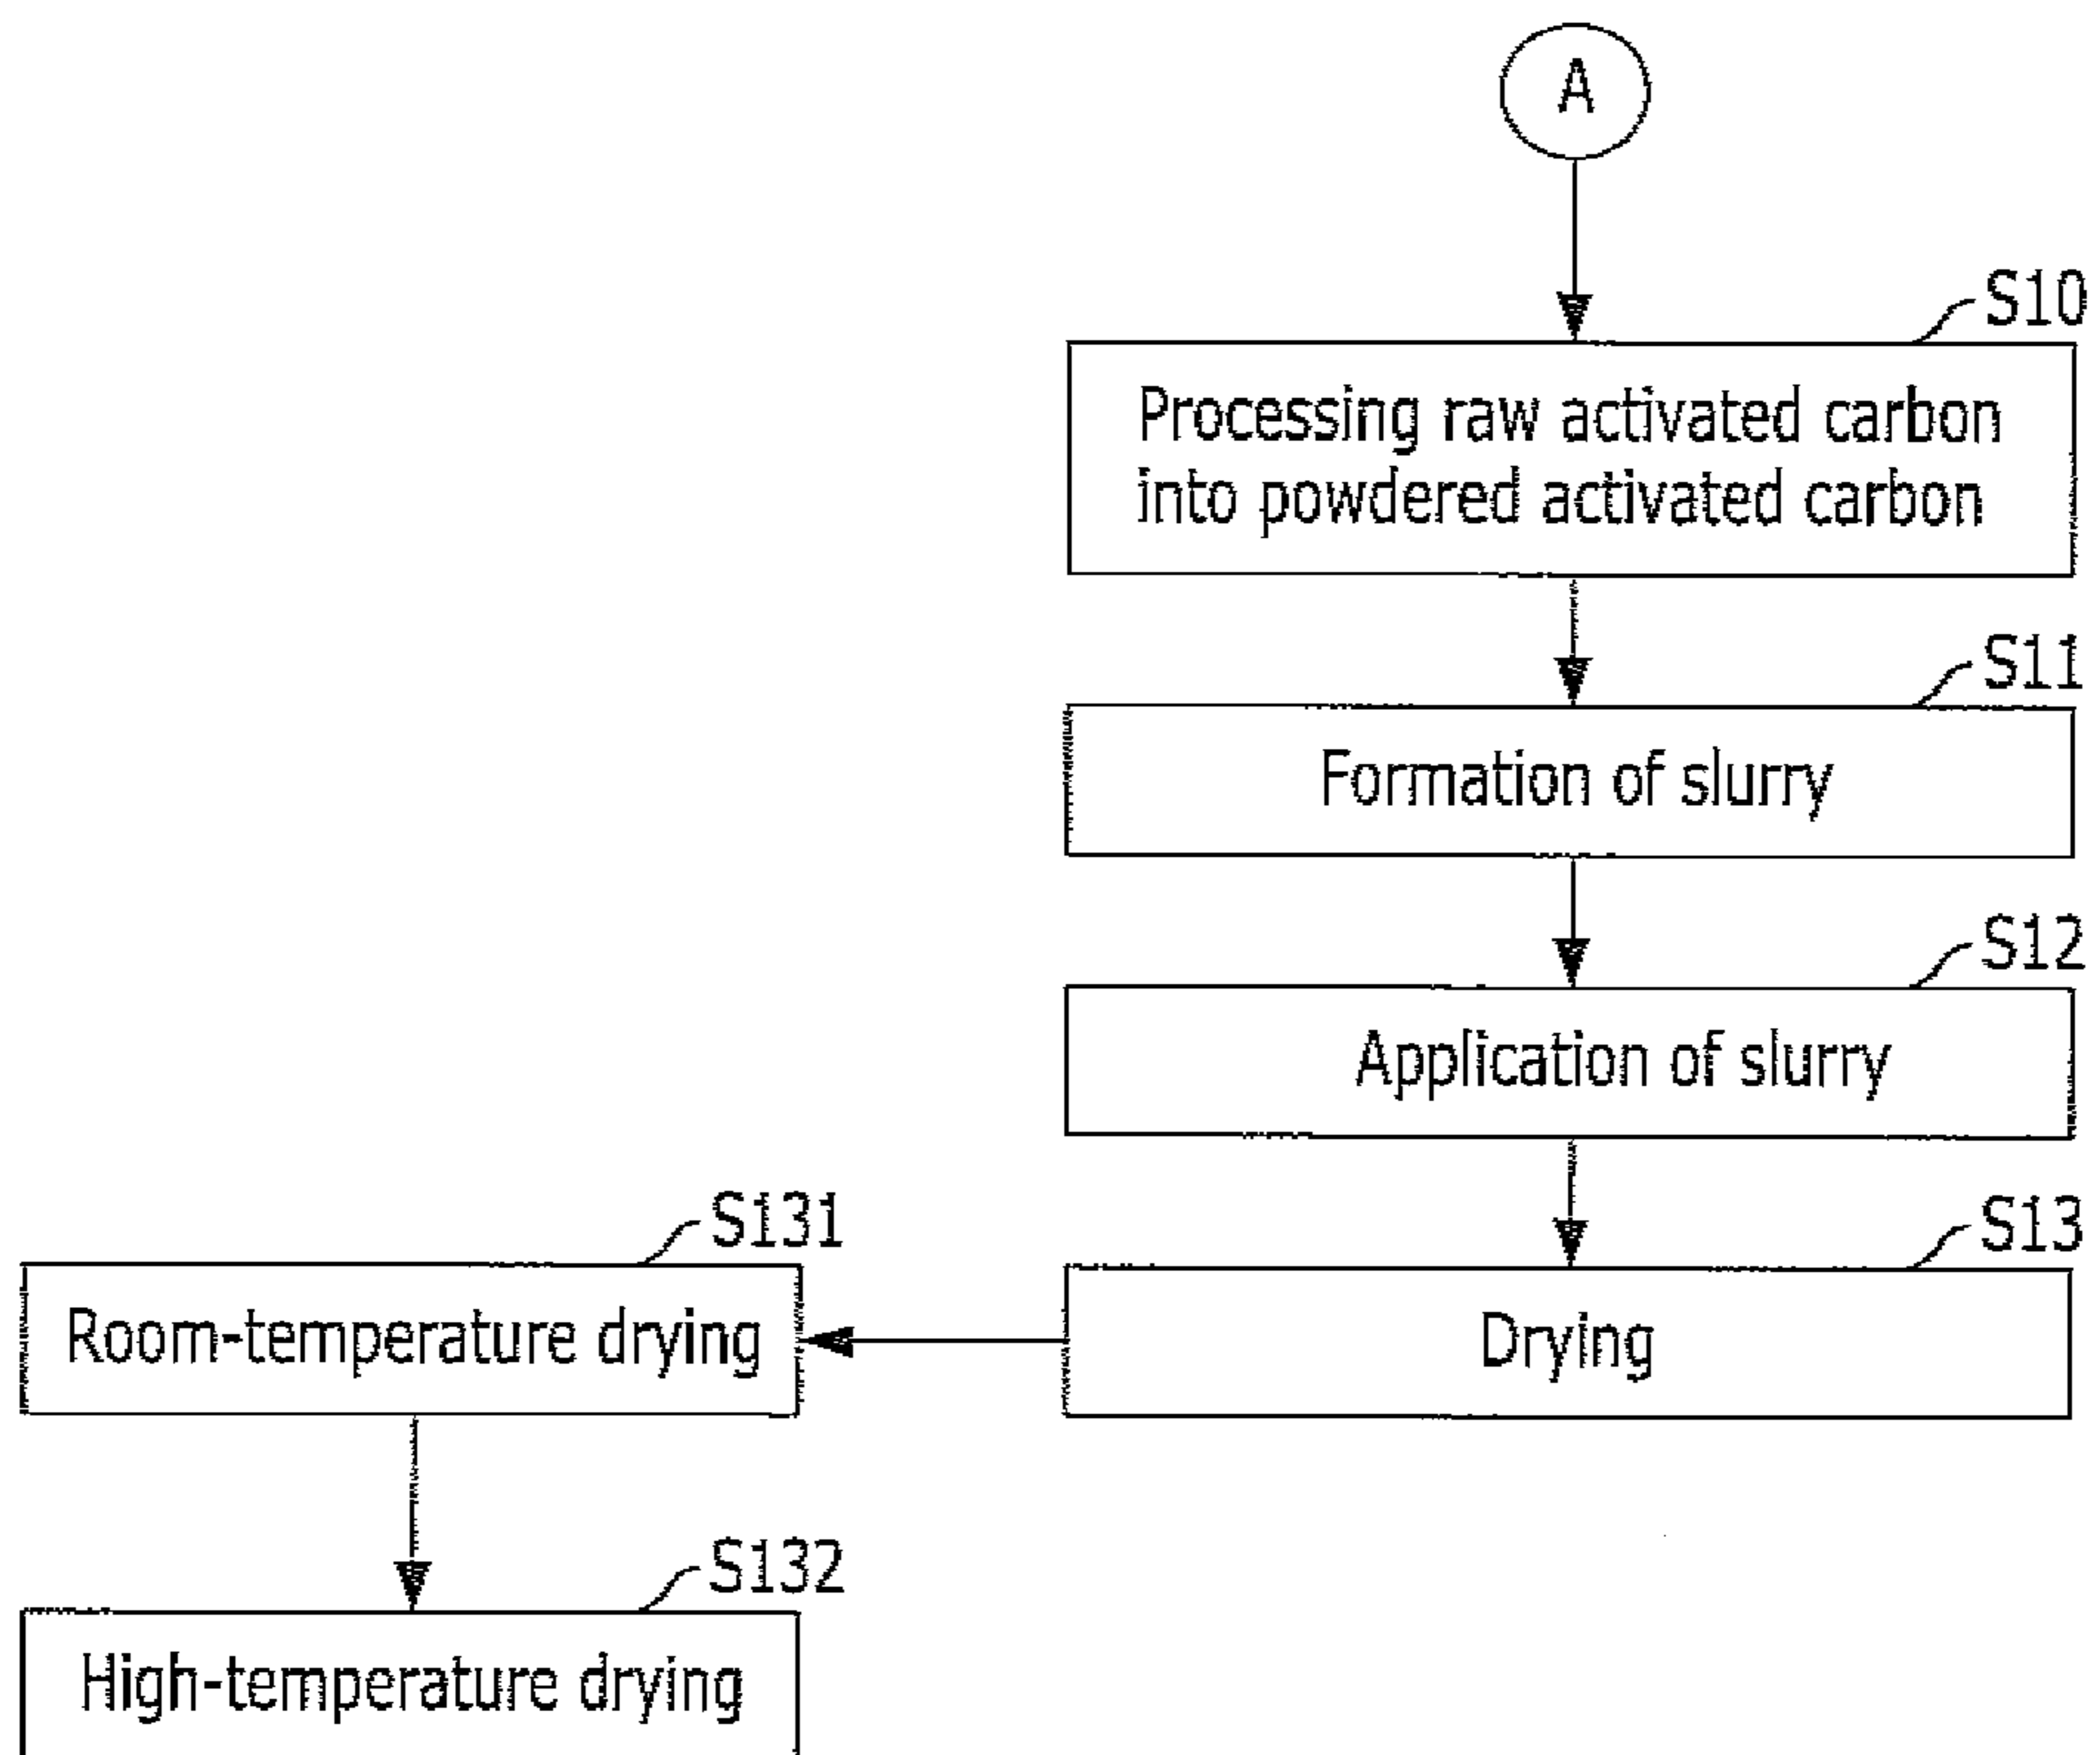 A
S10
Processing raw activated carbon
into powdered activated carbon
S11
Formation of slurry
S12
Application of slurry
S13
Drying
S131
Room-temperature drying
S132
High-temperature drying